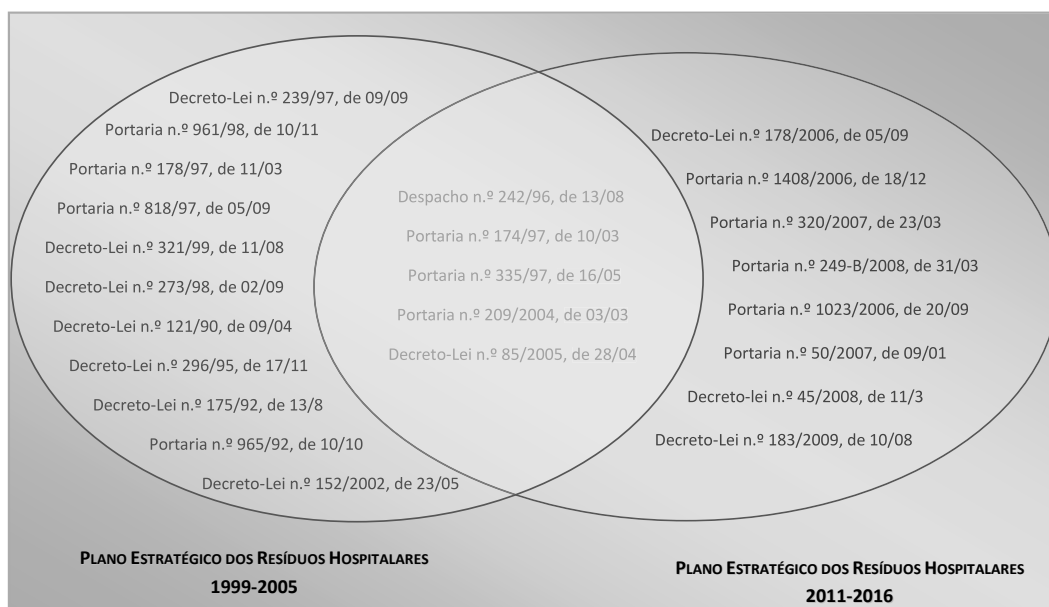 Decreto-Lei n.º 239/97, de 09/09
Portaria n.º 961/98, de 10/11
Portaria n.º 178/97, de 11/03
Portaria n.º 818/97, de 05/09
Decreto-Lei n.º 321/99, de 11/08
Decreto-Lei n.º 273/98, de 02/09
Decreto-Lei n.º 121/90, de 09/04
Decreto-Lei n.º 296/95, de 17/11
Decreto-Lei n.º 175/92, de 13/8
Portaria n.º 965/92, de 10/10
Decreto-Lei n.º 152/2002, de 23/05
Despacho n.º 242/96, de 13/08
Portaria n.º 174/97, de 10/03
Portaria n.º 335/97, de 16/05
Portaria n.º 209/2004, de 03/03
Decreto-Lei n.º 85/2005, de 28/04
Decreto-Lei n.º 178/2006, de 05/09
Portaria n.º 1408/2006, de 18/12
Portaria n.º 320/2007, de 23/03
Portaria n.º 249-B/2008, de 31/03
Portaria n.º 1023/2006, de 20/09
Portaria n.º 50/2007, de 09/01
Decreto-lei n.º 45/2008, de 11/3
Decreto-Lei n.º 183/2009, de 10/08
PLANO ESTRATÉGICO DOS RESÍDUOS HOSPITALARES
1999-2005
PLANO ESTRATÉGICO DOS RESÍDUOS HOSPITALARES
2011-2016